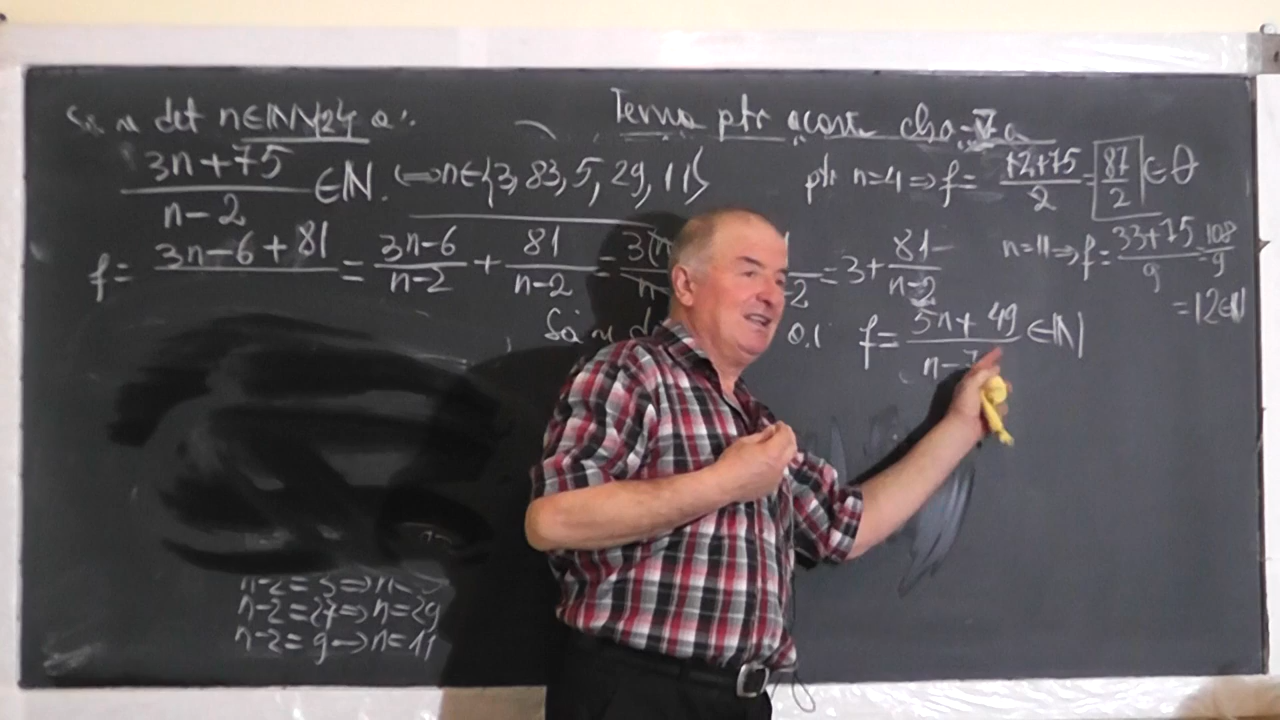 Să se det n∈ℕ\{2} a.î.
Tema ptr acasă cls a V a
(3n+75)/(n-2) ∈ℕ. ⟺ n∈{3, 83, 5, 29, 11}
ptr n=4 ⇒ f= (12+75)/2 = 87/2 ∈
f= (3n-6+81)/ = (3n-6)/(n-2) + 81/(n-2) = = 3 + 81/(n-2)
n=11 ⇒ f= (33+75)/9 = 108/9
= 12∈ℕ
f= (5n+49)/(n-7) ∈ℕ
n-2=27⇒n=29
n-2=9→n=11